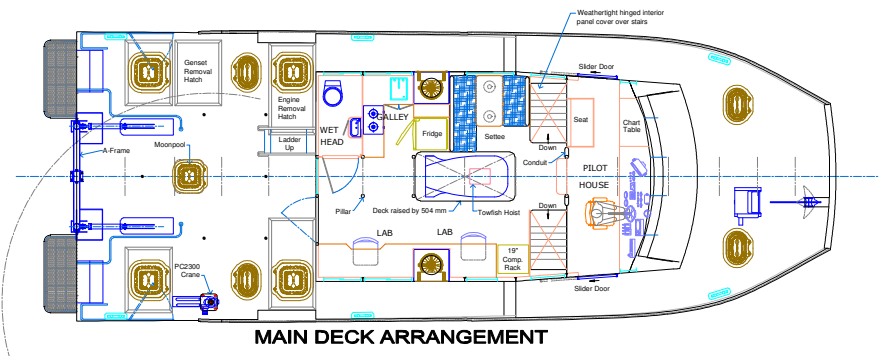 Weathertight hinged interior
panel cover over stairs
Slider Door
Genset
Removal
Hatch
Engine
Removal
Hatch
GALLEY
WET
HEAD
Fridge
Settee
Seat
Chart
Table
Ladder
Up
Down
A-Frame
Moonpool
Conduit
PILOT
HOUSE
Pillar
Deck raised by 504 mm
Towfish Hoist
Down
LAB
LAB
19"
Comp.
Rack
PC2300
Crane
Slider Door
MAIN DECK ARRANGEMENT